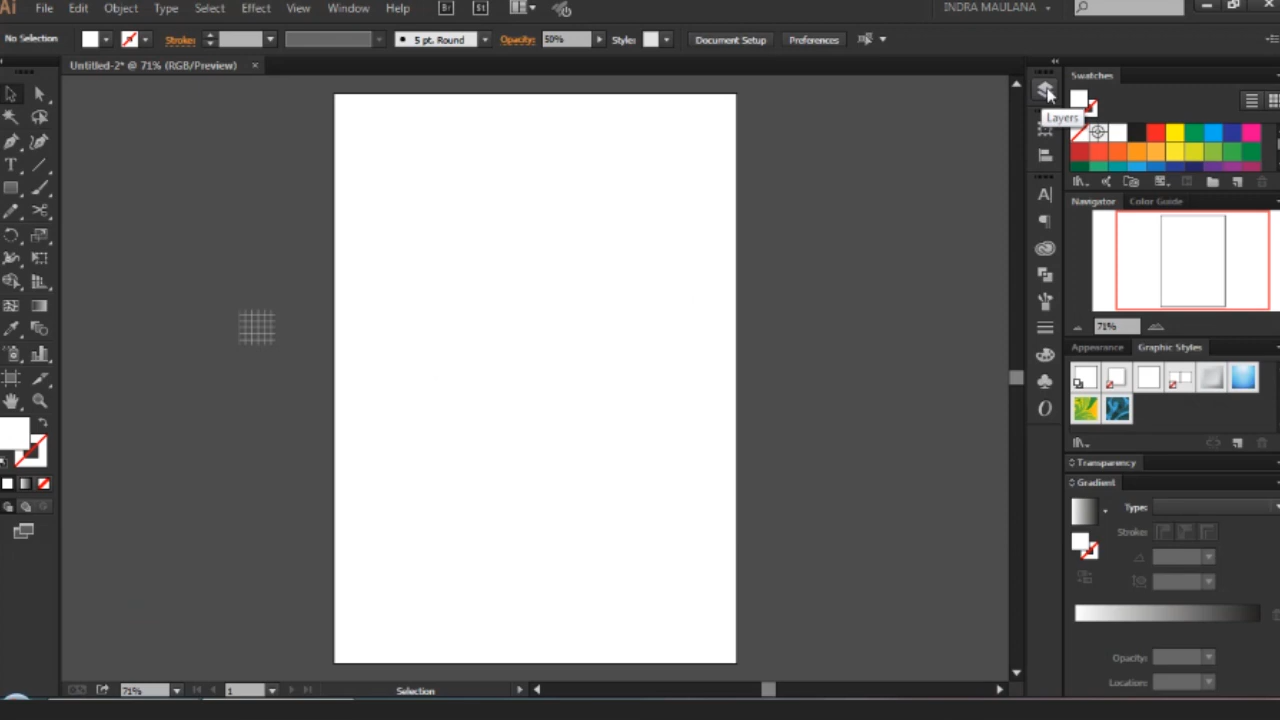 Ai File Edit Object Type Select Effect View Window Help Br St INDRA MAULANA
No Selection Stroke: 5 pt. Round Opacity: 50% Style: Document Setup Preferences
Untitled-2* @ 71% (RGB/Preview) ×
Swatches
Layers
Navigator Color Guide
71%
Appearance Graphic Styles
Transparency
Gradient
Type:
Stroke:
Opacity:
Location:
71% 1 Selection